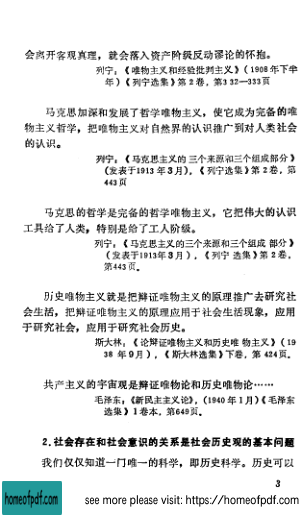 会离开客观真理，就会落入资产阶级反动谬论的怀抱。
列宁：《唯物主义和经验批判主义》（1908年下半
年）《列宁选集》第2卷，第332—333页
马克思加深和发展了哲学唯物主义，使它成为完备的唯
物主义哲学，把唯物主义对自然界的认识推广到对人类社会
的认识。
列宁：《马克思主义的三个来源和三个组成部分》
（发表于1913年3月），《列宁选集》第2卷，第
443页
马克思的哲学是完备的哲学唯物主义，它把伟大的认识
工具给了人类，特别是给了工人阶级。
列宁：《马克思主义的三个来源和三个组成部分》
（发表于1913年3月），《列宁选集》第2卷，
第443页。
历史唯物主义就是把辩证唯物主义的原理推广去研究社
会生活，把辩证唯物主义的原理应用于社会生活现象，应用
于研究社会，应用于研究社会历史。
斯大林：《论辩证唯物主义和历史唯物主义》（19
38年9月），《斯大林选集》下卷，第424页。
共产主义的宇宙观是辩证唯物论和历史唯物论……
毛泽东：《新民主主义论》，（1940年1月）《毛泽东
选集》1卷本，第649页。
2.社会存在和社会意识的关系是社会历史观的基本问题
我们仅仅知道一门唯一的科学，即历史科学。历史可以
3
homeofpdf.com
see more please visit: https://homeofpdf.com